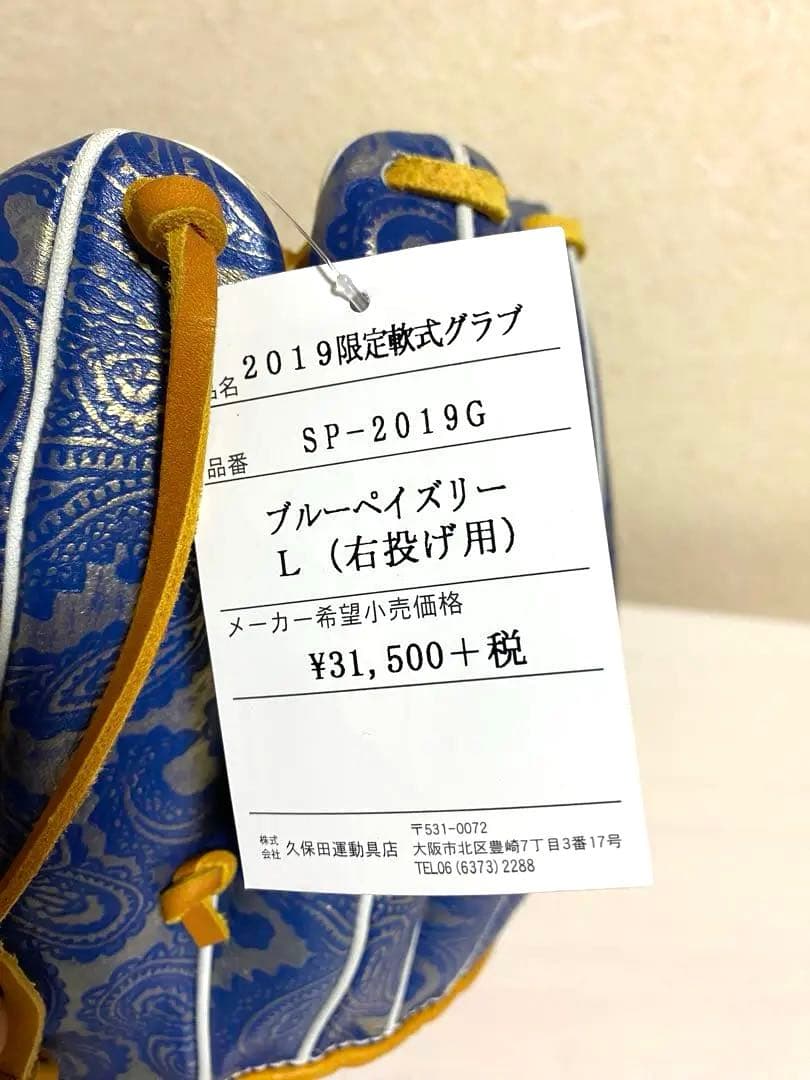 2019限定軟式グラブ
品名
SP-2019G
品番
ブルーペイズリー
L（右投げ用）
メーカー希望小売価格
¥31,500＋税
株式会社 久保田運動具店
〒531-0072
大阪市北区豊崎7丁目3番17号
TEL06(6373)2288